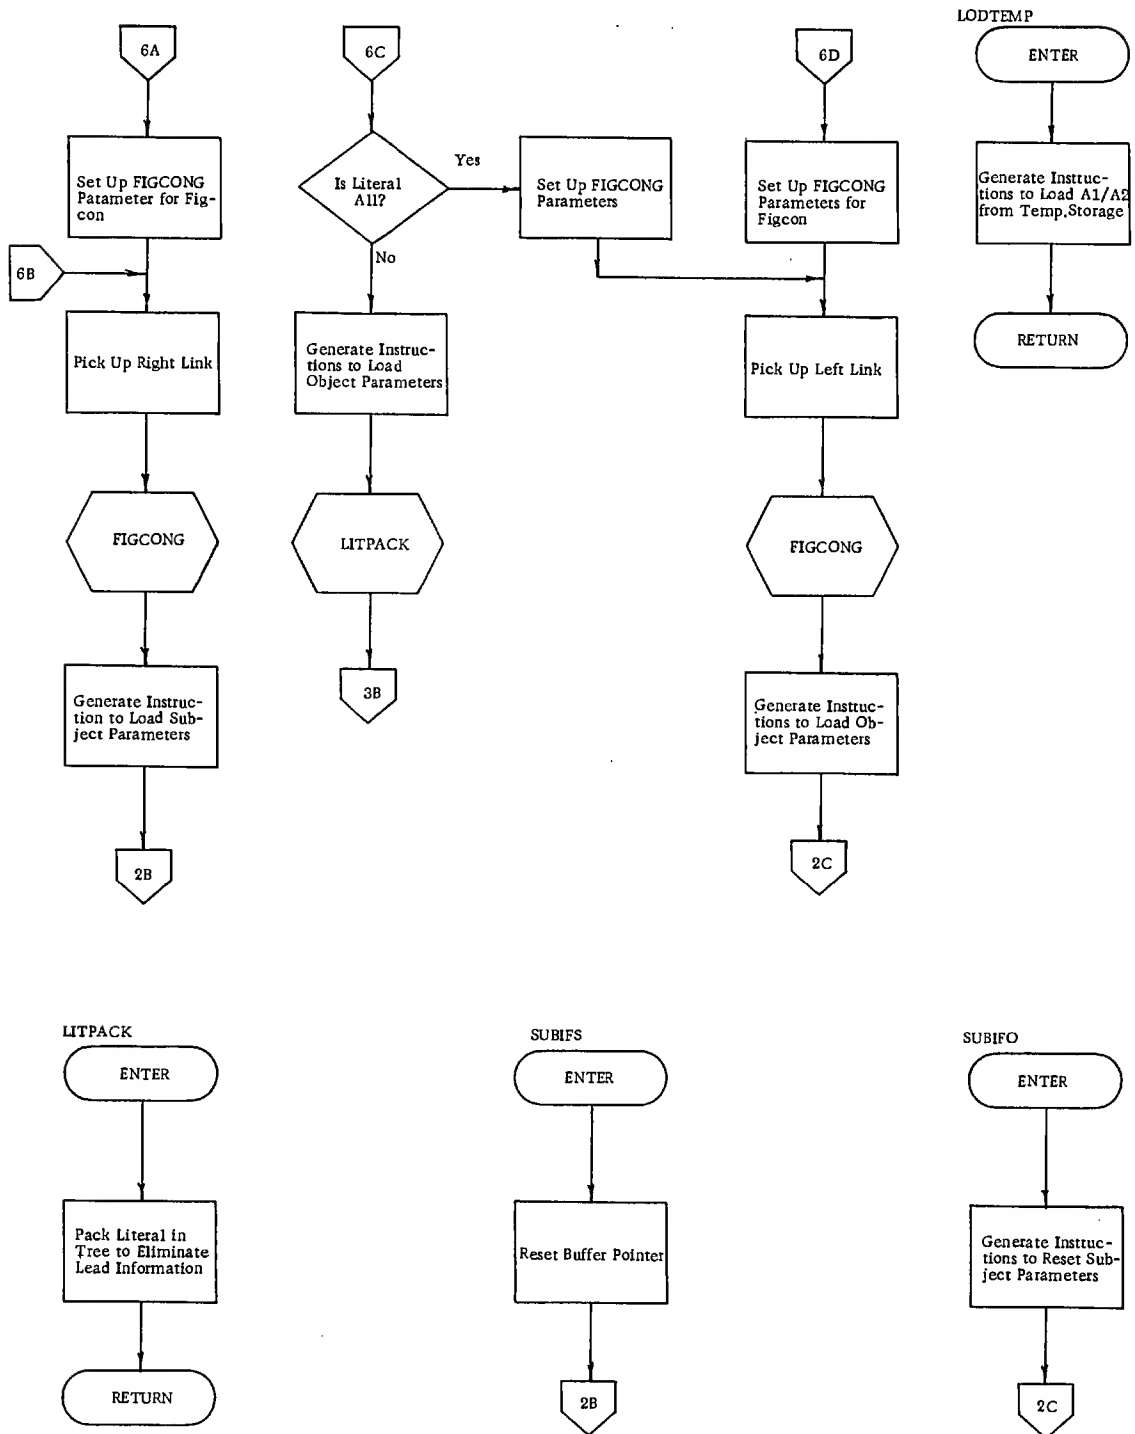 LODTEMP
6A
6C
6D
ENTER
Set Up FIGCONG
Patameter for Fig-
con
Is Literal
All?
Yes
Set Up FIGCONG
Parameters
Set Up FIGCONG
Parameters for
Figcon
Generate Instruc-
tions to Load A1/A2
from Temp.Storage
6B
No
Pick Up Right Link
Generate Instruc-
tions to Load
Object Parameters
Pick Up Left Link
RETURN
FIGCONG
LITPACK
FIGCONG
Generate Instruc-
tion to Load Sub-
ject Parameters
3B
Generate Instruc-
tions to Load Ob-
ject Parameters
2B
2C
LITPACK
SUBIFS
SUBIFO
ENTER
ENTER
ENTER
Pack Literal in
Tree to Eliminate
Lead Information
Reset Buffer Pointer
Generate Instruc-
tions to Reset Sub-
ject Parameters
RETURN
2B
2C